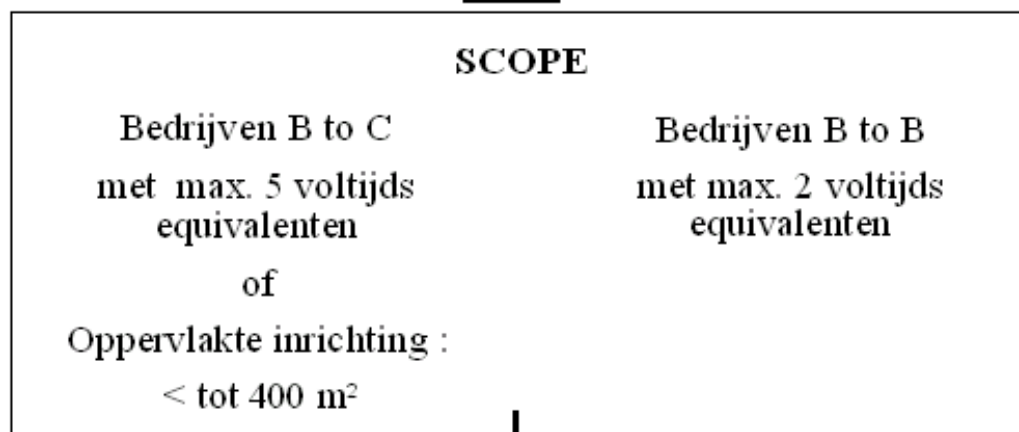 SCOPE
Bedrijven B to C
met max. 5 voltijds
equivalenten
of
Oppervlakte inrichting :
< tot 400 m²
Bedrijven B to B
met max. 2 voltijds
equivalenten